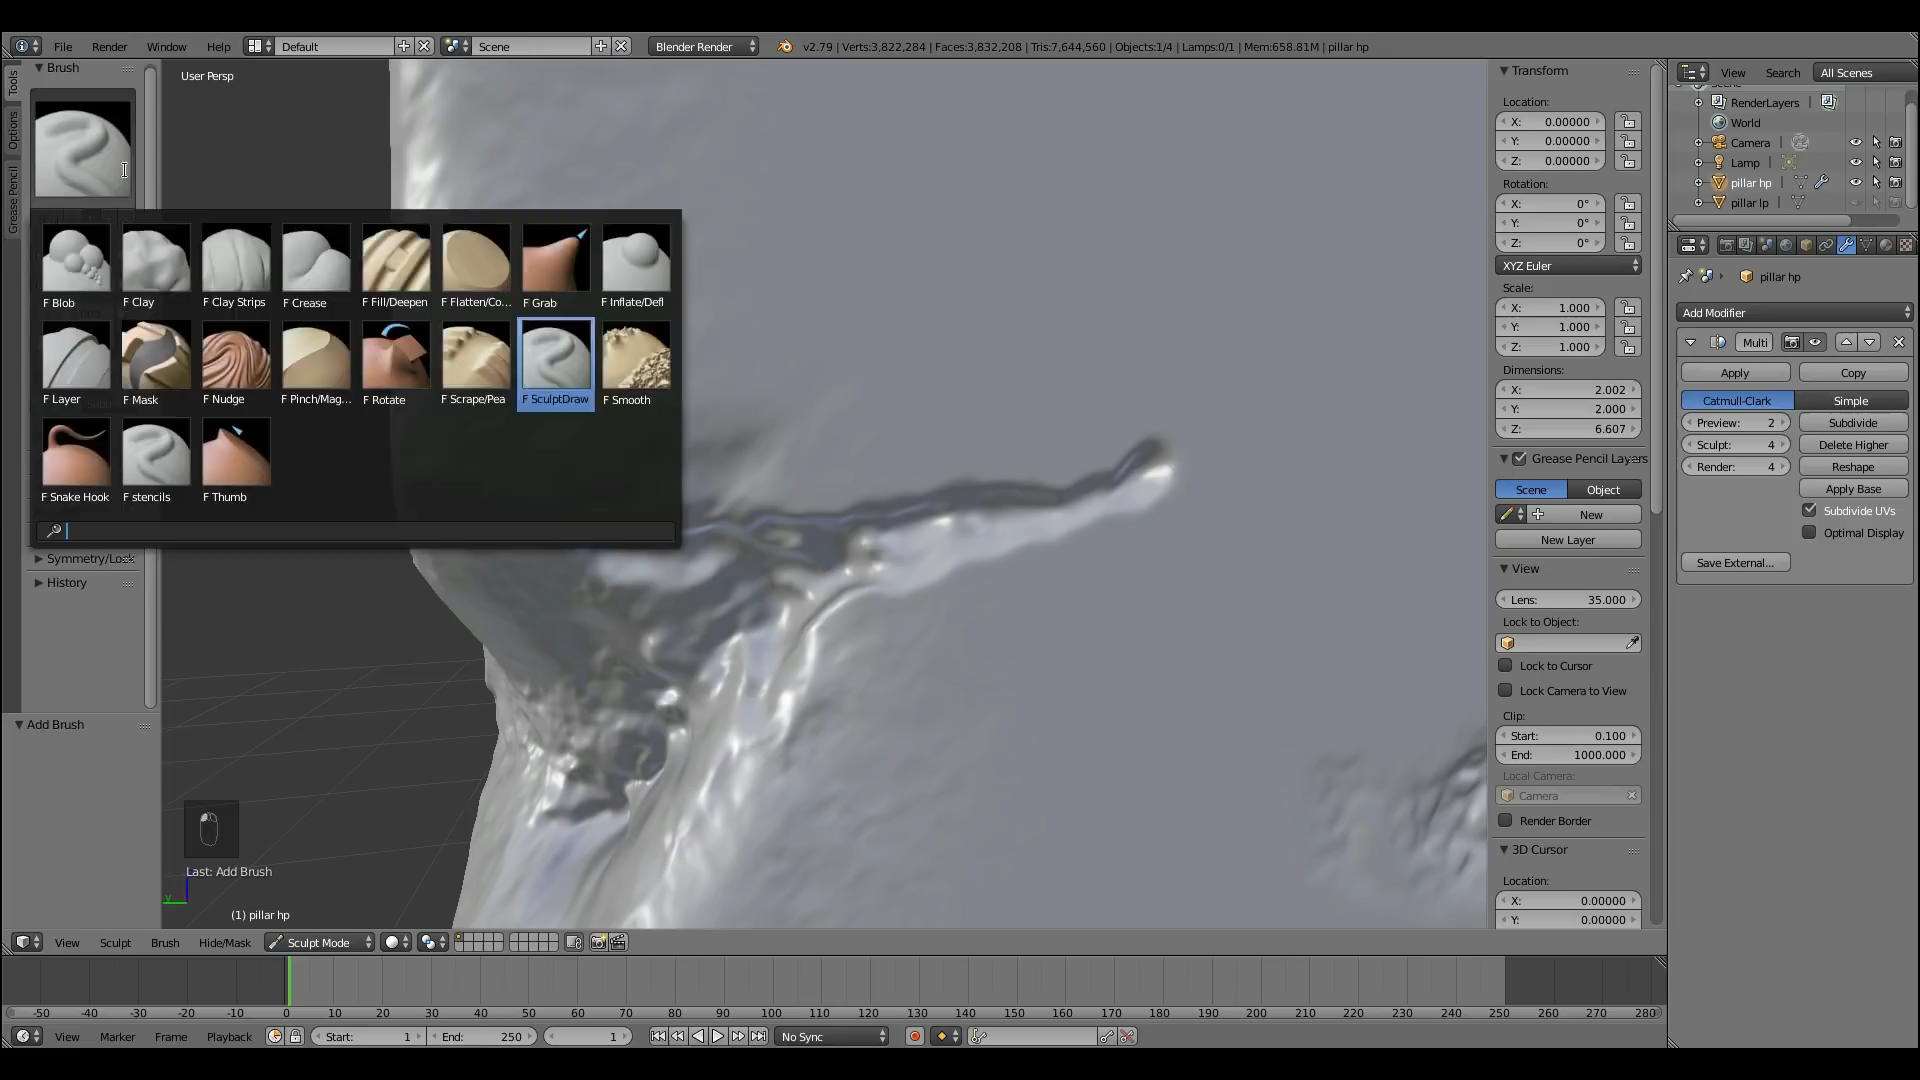 File Render Window Help Default Scene Blender Render v2.79 | Verts:3,822,284 | Faces:3,832,208 | Tris:7,644,560 | Objects:1/4 | Lamps:0/1 | Mem:658.81M | pillar hp
Tools
Options
Grease Pencil
Brush
User Persp
F Blob F Clay F Clay Strips F Crease F Fill/Deepen F Flatten/Co... F Grab F Inflate/Defl
F Layer F Mask F Nudge F Pinch/Mag... F Rotate F Scrape/Pea F SculptDraw F Smooth
F Snake Hook F stencils F Thumb
Symmetry/Lock
History
Add Brush
Last: Add Brush
y
(1) pillar hp
Transform
Location:
X: 0.00000
Y: 0.00000
Z: 0.00000
Rotation:
X: 0°
Y: 0°
Z: 0°
XYZ Euler
Scale:
X: 1.000
Y: 1.000
Z: 1.000
Dimensions:
X: 2.002
Y: 2.000
Z: 6.607
Grease Pencil Layers
Scene Object
New
New Layer
View
Lens: 35.000
Lock to Object:
Lock to Cursor
Lock Camera to View
Clip:
Start: 0.100
End: 1000.000
Local Camera:
Camera
Render Border
3D Cursor
Location:
X: 0.00000
Y: 0.00000
View Search All Scenes
Scene
RenderLayers
World
Camera
Lamp
pillar hp
pillar lp
pillar hp
Add Modifier
Multi
Apply Copy
Catmull-Clark Simple
Preview: 2 Subdivide
Sculpt: 4 Delete Higher
Render: 4 Reshape
Apply Base
Subdivide UVs
Optimal Display
Save External...
View Sculpt Brush Hide/Mask Sculpt Mode
-50 -40 -30 -20 -10 0 10 20 30 40 50 60 70 80 90 100 110 120 130 140 150 160 170 180 190 200 210 220 230 240 250 260 270 280
View Marker Frame Playback Start: 1 End: 250 1 No Sync